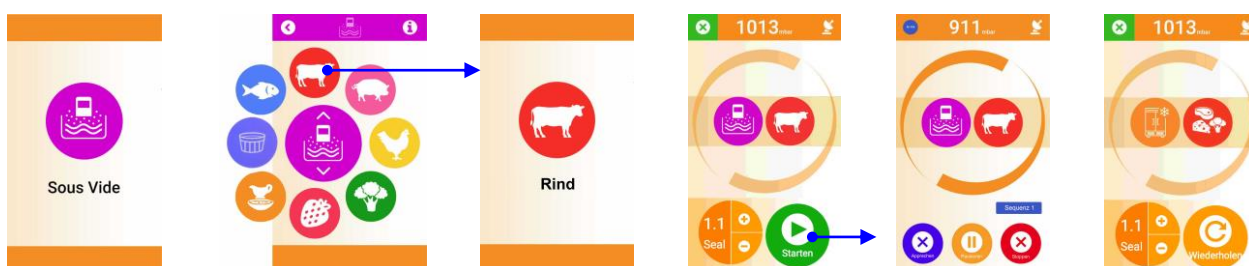 Sous Vide
Rind
1013 mbar
1.1
Seal
Starten
911 mbar
Sequenz 1
Stoppen
1013 mbar
1.1
Seal
Wiederholen